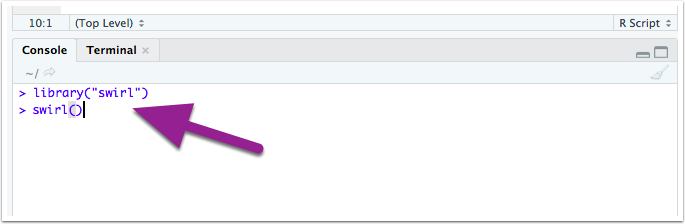 10:1 (Top Level) R Script
Console Terminal
~/
> library("swirl")
> swirl()